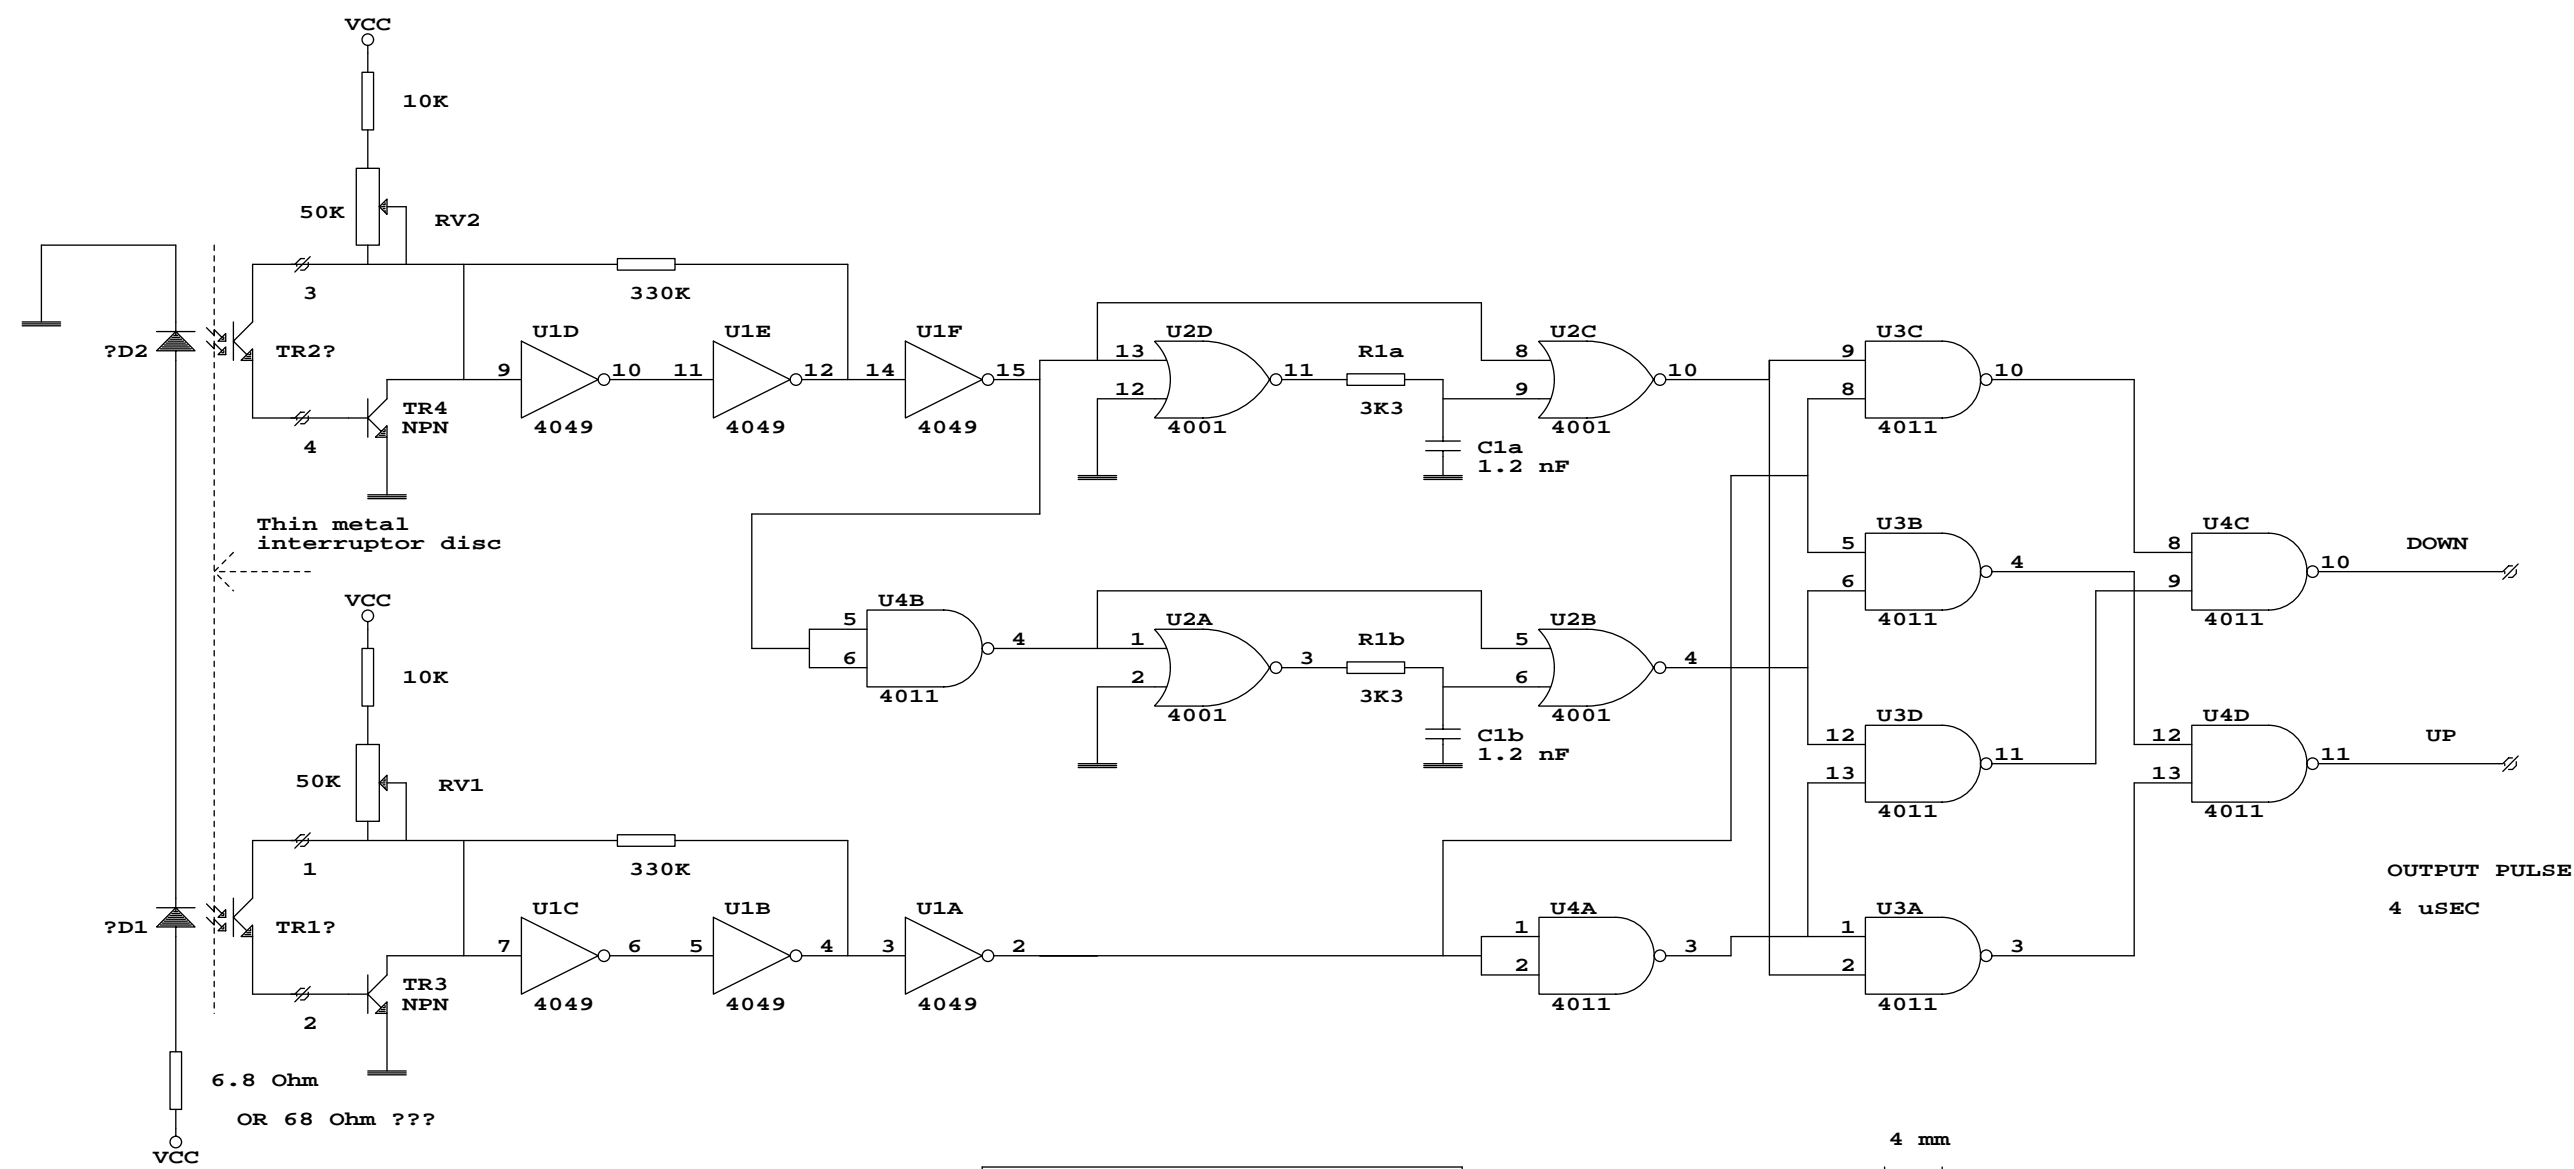 VCC
10K
50K
RV2
3
330K
?D2
TR2?
U1D
9
10
4049
U1E
11
12
4049
U1F
14
15
4049
TR4
NPN
4
U2D
13
12
11
4001
R1a
3K3
C1a
1.2 nF
U2C
8
9
10
4001
U3C
9
8
10
4011
Thin metal
interruptor disc
U3B
5
6
4
4011
U4C
8
9
10
4011
DOWN
VCC
10K
50K
RV1
U4B
5
6
4
4011
U2A
1
2
3
4001
R1b
3K3
C1b
1.2 nF
U2B
5
6
4
4001
U3D
12
13
11
4011
U4D
12
13
11
4011
UP
1
330K
?D1
TR1?
U1C
7
6
4049
U1B
5
4
4049
U1A
3
2
4049
TR3
NPN
2
U4A
1
2
3
4011
U3A
1
2
3
4011
OUTPUT PULSE
4 uSEC
6.8 Ohm
OR 68 Ohm ???
VCC
4 mm